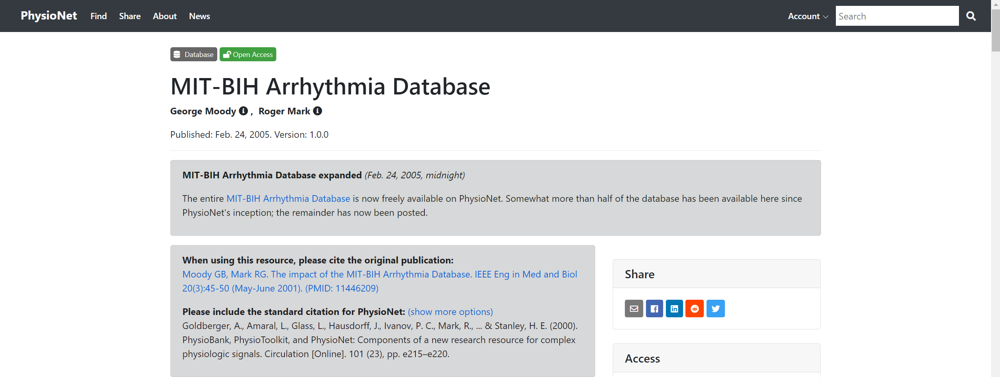 PhysioNet Find Share About News Account Search
Database Open Access
MIT-BIH Arrhythmia Database
George Moody , Roger Mark
Published: Feb. 24, 2005. Version: 1.0.0
MIT-BIH Arrhythmia Database expanded (Feb. 24, 2005, midnight)
The entire MIT-BIH Arrhythmia Database is now freely available on PhysioNet. Somewhat more than half of the database has been available here since
PhysioNet's inception; the remainder has now been posted.
When using this resource, please cite the original publication:
Moody GB, Mark RG. The impact of the MIT-BIH Arrhythmia Database. IEEE Eng in Med and Biol
20(3):45-50 (May-June 2001). (PMID: 11446209)
Please include the standard citation for PhysioNet: (show more options)
Goldberger, A., Amaral, L., Glass, L., Hausdorff, J., Ivanov, P. C., Mark, R., ... & Stanley, H. E. (2000).
PhysioBank, PhysioToolkit, and PhysioNet: Components of a new research resource for complex
physiologic signals. Circulation [Online]. 101 (23), pp. e215–e220.
Share
Access